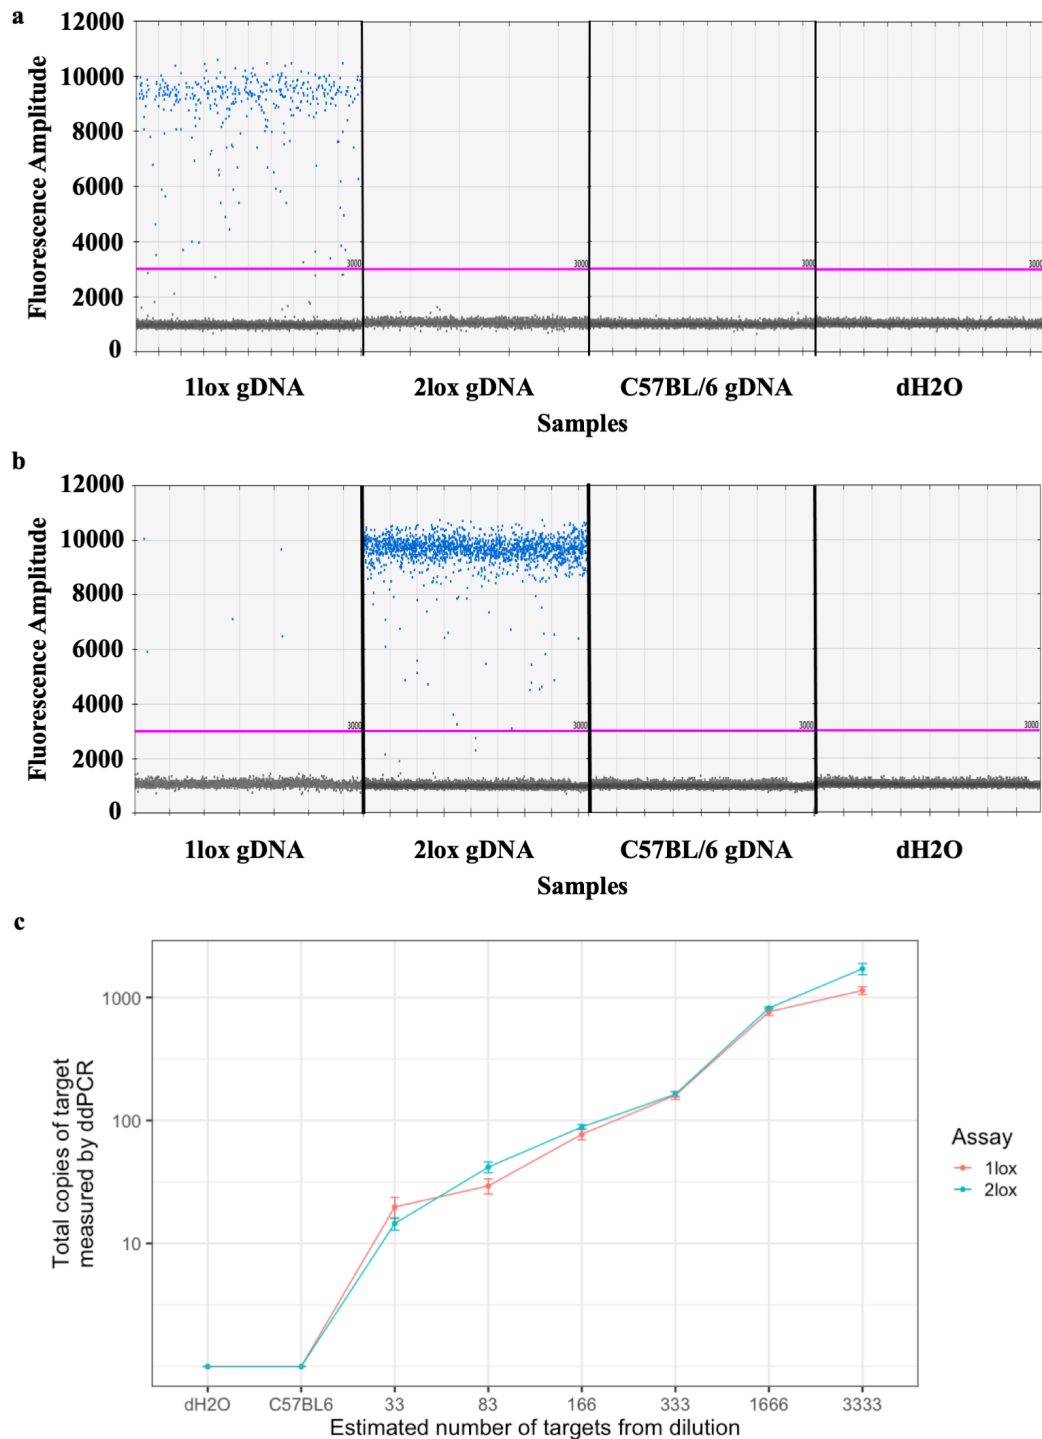 a
12000
10000
8000
6000
4000
2000
0
Fluorescence Amplitude
3000
3000
3000
3000
1lox gDNA
2lox gDNA
C57BL/6 gDNA
dH2O
Samples
b
12000
10000
8000
6000
4000
2000
0
Fluorescence Amplitude
3000
3000
3000
3000
1lox gDNA
2lox gDNA
C57BL/6 gDNA
dH2O
Samples
c
Total copies of target
measured by ddPCR
1000
100
10
dH2O
C57BL6
33
83
166
333
1666
3333
Estimated number of targets from dilution
Assay
1lox
2lox